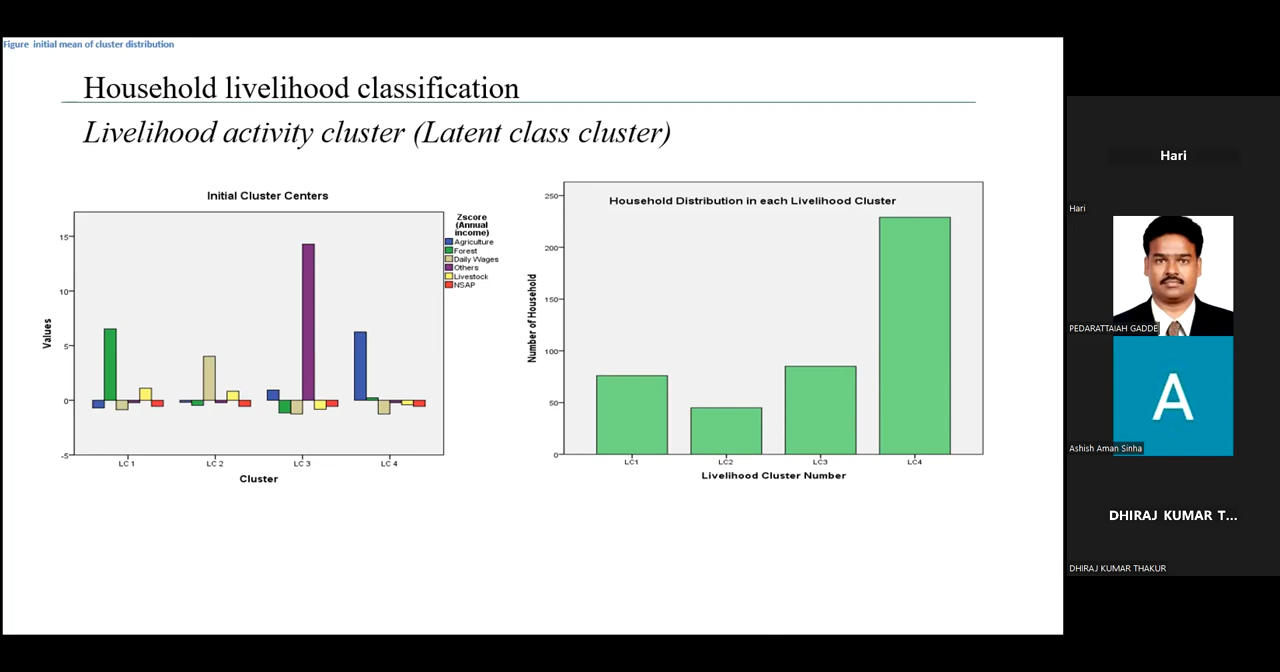 Figure initial mean of cluster distribution
Household livelihood classification
Livelihood activity cluster (Latent class cluster)
Initial Cluster Centers
Zscore
(Annual
income)
Agriculture
Forest
Daily Wages
Others
Livestock
NSAP
Values
15
10
5
0
-5
LC 1
LC 2
LC 3
LC 4
Cluster
Household Distribution in each Livelihood Cluster
Number of Household
250
200
150
100
50
0
LC1
LC2
LC3
LC4
Livelihood Cluster Number
Hari
Hari
PEDARATTAIAH GADDE
A
Ashish Aman Sinha
DHIRAJ KUMAR T...
DHIRAJ KUMAR THAKUR